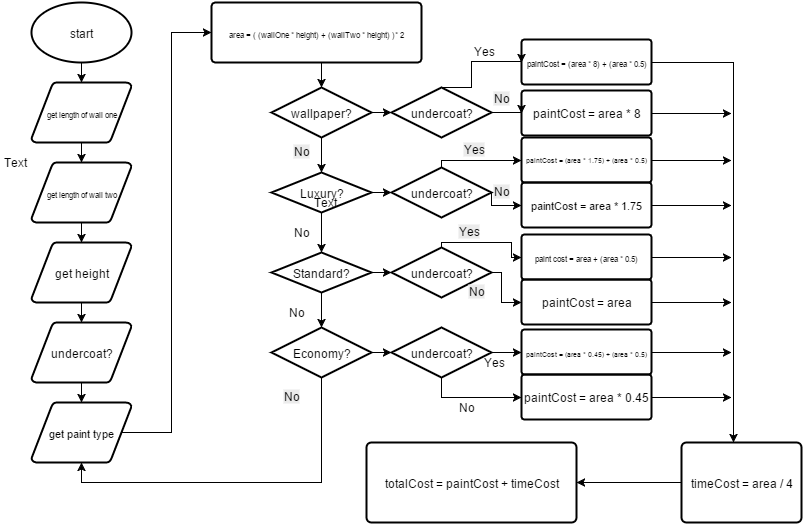 start
area = ( (wallOne * height) + (wallTwo * height) )* 2
Yes
paintCost = (area * 8) + (area * 0.5)
get length of wall one
wallpaper?
undercoat?
No
paintCost = area * 8
Text
No
Yes
paintCost = (area * 1.75) + (area * 0.5)
get length of wall two
Luxury?
Text
undercoat?
No
paintCost = area * 1.75
No
Yes
paint cost = area + (area * 0.5)
get height
Standard?
undercoat?
No
paintCost = area
No
undercoat?
Economy?
undercoat?
Yes
paintCost = (area * 0.45) + (area * 0.5)
No
No
paintCost = area * 0.45
get paint type
totalCost = paintCost + timeCost
timeCost = area / 4